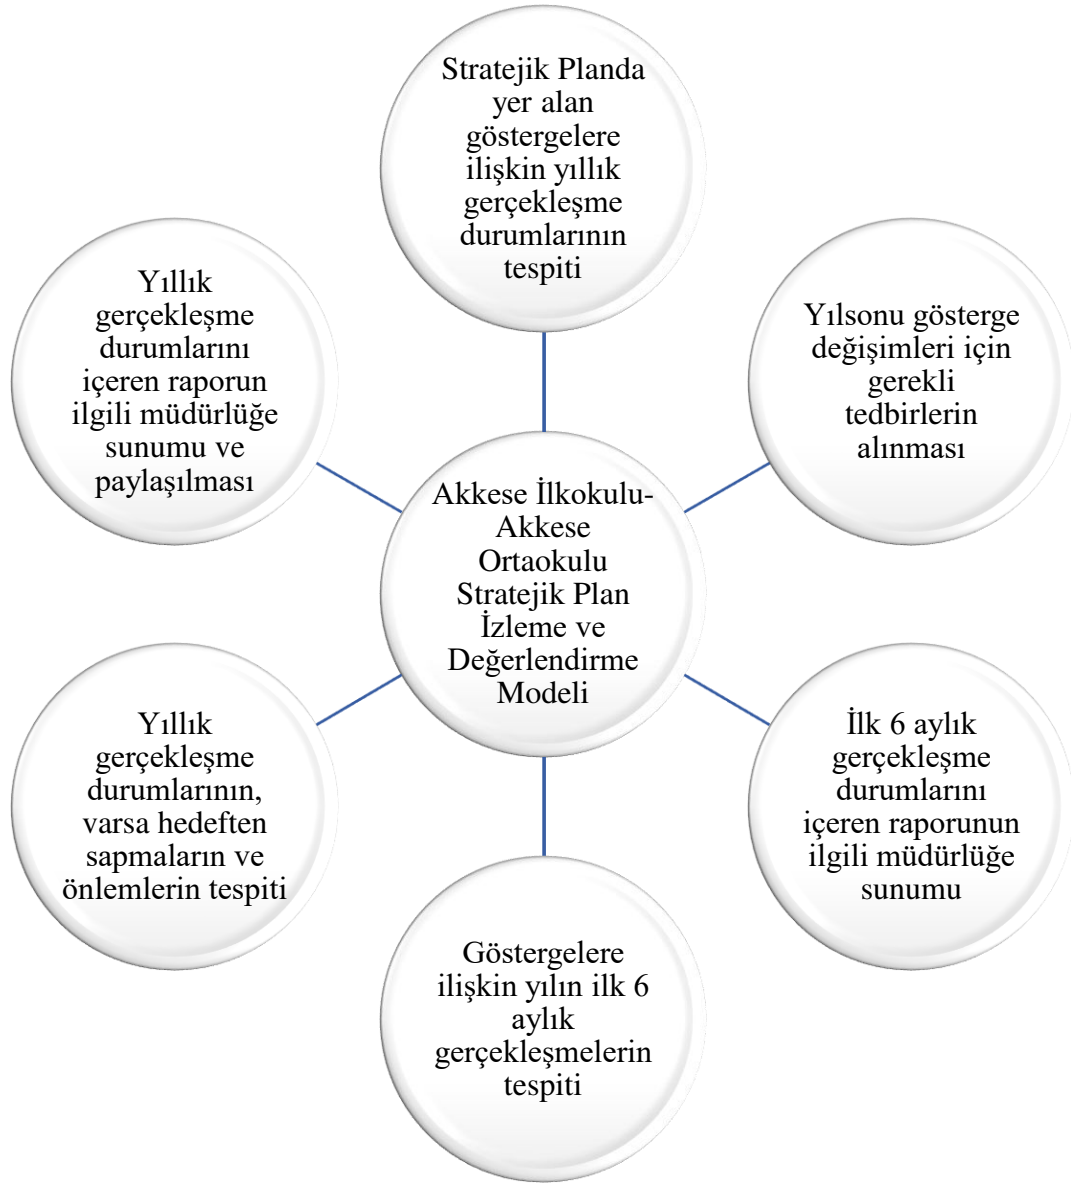 Stratejik Planda
yer alan
göstergelere
ilişkin yıllık
gerçekleşme
durumlarının
tespiti
Yıllık
gerçekleşme
durumlarını
içeren raporun
ilgili müdürlüğe
sunumu ve
paylaşılması
Yılsonu gösterge
değişimleri için
gerekli
tedbirlerin
alınması
Akkese İlkokulu-
Akkese
Ortaokulu
Stratejik Plan
İzleme ve
Değerlendirme
Modeli
Yıllık
gerçekleşme
durumlarının,
varsa hedeften
sapmaların ve
önlemlerin tespiti
İlk 6 aylık
gerçekleşme
durumlarını
içeren raporunun
ilgili müdürlüğe
sunumu
Göstergelere
ilişkin yılın ilk 6
aylık
gerçekleşmelerin
tespiti